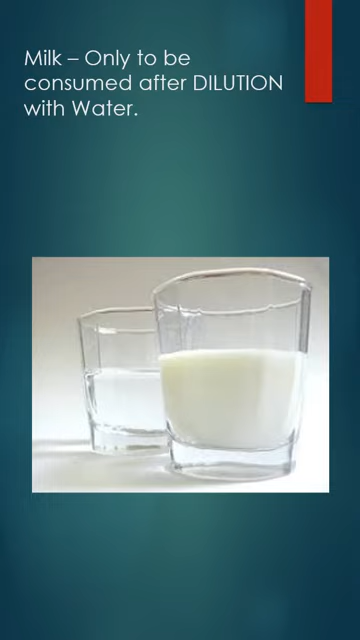 Milk – Only to be
consumed after DILUTION
with Water.